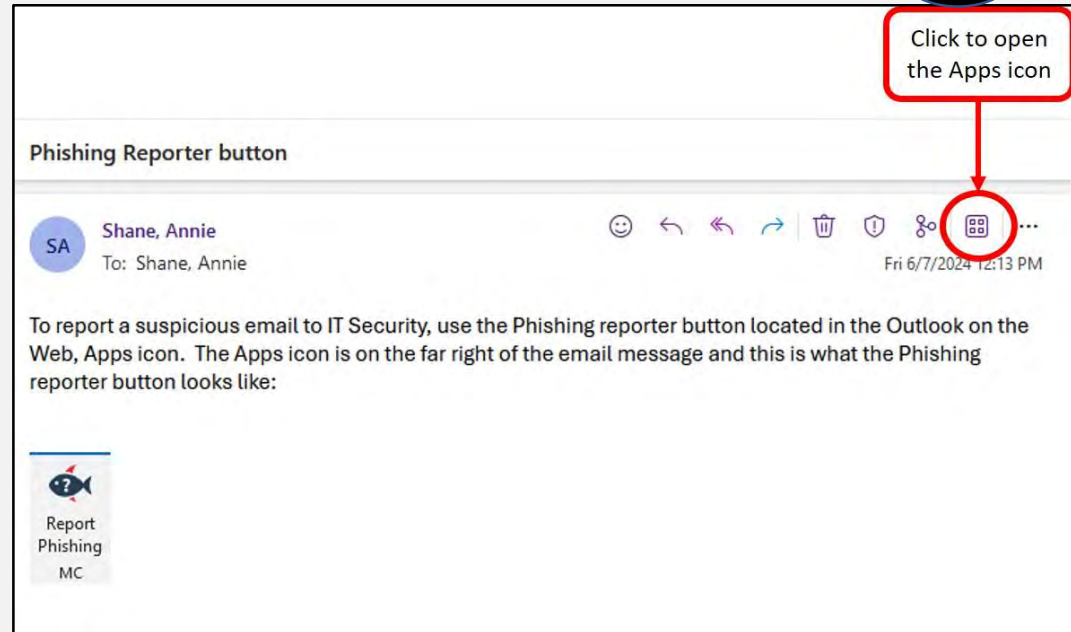 Click to open
the Apps icon
Phishing Reporter button
SA
Shane, Annie
To: Shane, Annie
Fri 6/7/2024 12:13 PM
To report a suspicious email to IT Security, use the Phishing reporter button located in the Outlook on the
Web, Apps icon. The Apps icon is on the far right of the email message and this is what the Phishing
reporter button looks like:
?
Report
Phishing
MC